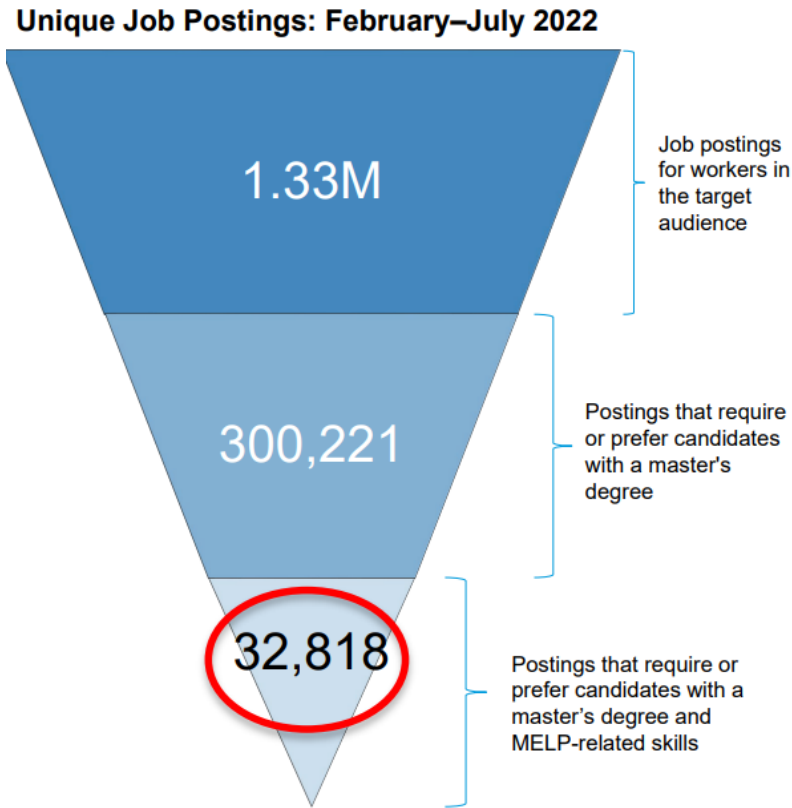 Unique Job Postings: February–July 2022
1.33M
Job postings
for workers in
the target
audience
300,221
Postings that require
or prefer candidates
with a master's
degree
32,818
Postings that require or
prefer candidates with a
master’s degree and
MELP-related skills